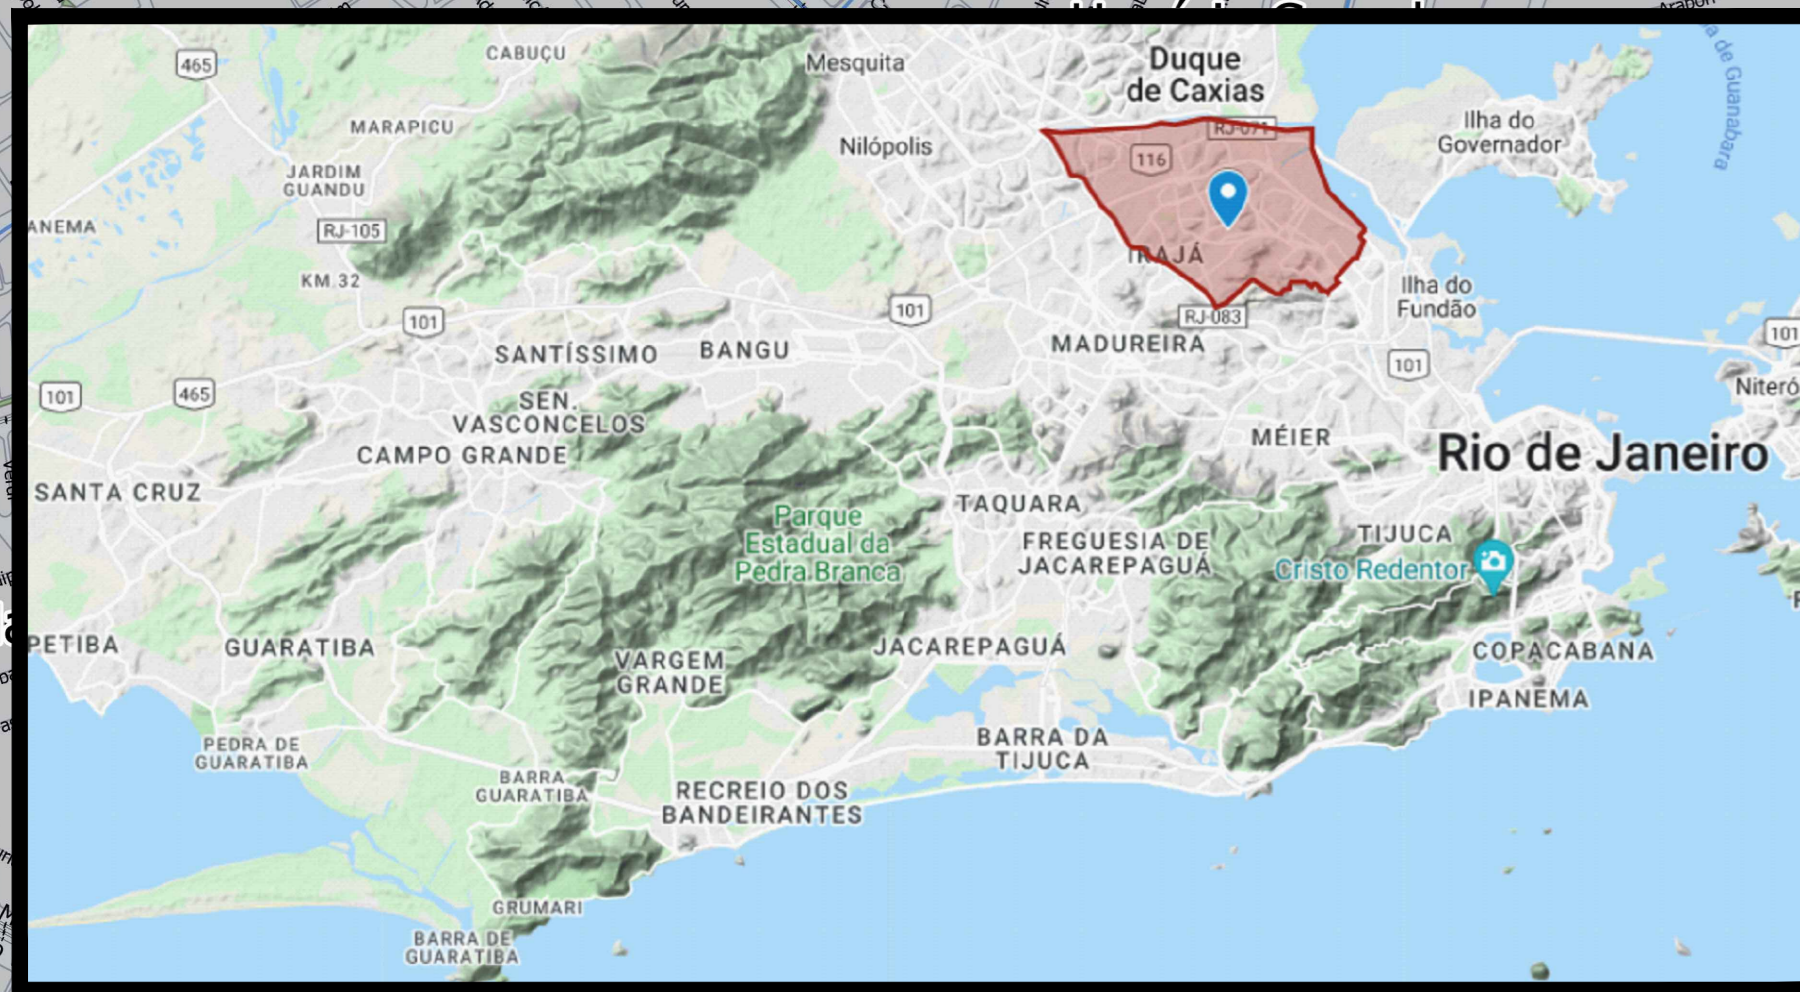 465
CABUÇU
Mesquita
Duque
de Caxias
Ilha do
Governador
MARAPICU
Nilópolis
RJ-071
116
JARDIM
GUANDU
RJ-105
ANEMA
IRAJÁ
KM 32
Ilha do
Fundão
101
101
RJ-083
MADUREIRA
101
101
SANTÍSSIMO
BANGU
Niteró
101
465
SEN.
VASCONCELOS
CAMPO GRANDE
MÉIER
Rio de Janeiro
SANTA CRUZ
TAQUARA
Parque
Estadual da
Pedra Branca
FREGUESIA DE
JACAREPAGUÁ
TIJUCA
Cristo Redentor
PETIBA
GUARATIBA
VARGEM
GRANDE
JACAREPAGUÁ
COPACABANA
IPANEMA
PEDRA DE
GUARATIBA
BARRA DA
TIJUCA
BARRA
GUARATIBA
RECREIO DOS
BANDEIRANTES
GRUMARI
BARRA DE
GUARATIBA
a de Guanabara